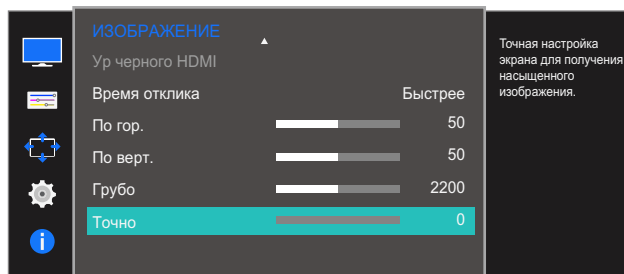 ИЗОБРАЖЕНИЕ
Ур черного HDMI
Время отклика Быстрее
По гор. 50
По верт. 50
Грубо 2200
Точно 0
Точная настройка
экрана для получения
насыщенного
изображения.